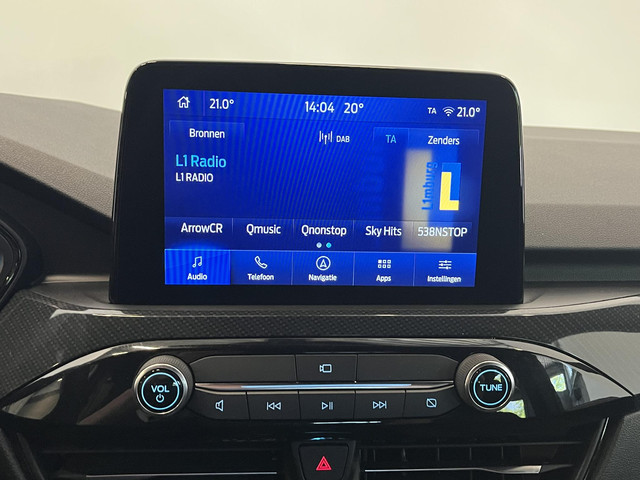 21.0° 14:04 20° TA 21.0°
Bronnen DAB TA Zenders
L1 Radio
L1 RADIO
L1mburg
L
ArrowCR Qmusic Qnonstop Sky Hits 538NSTOP
Audio Telefoon Navigatie Apps Instellingen
VOL TUNE